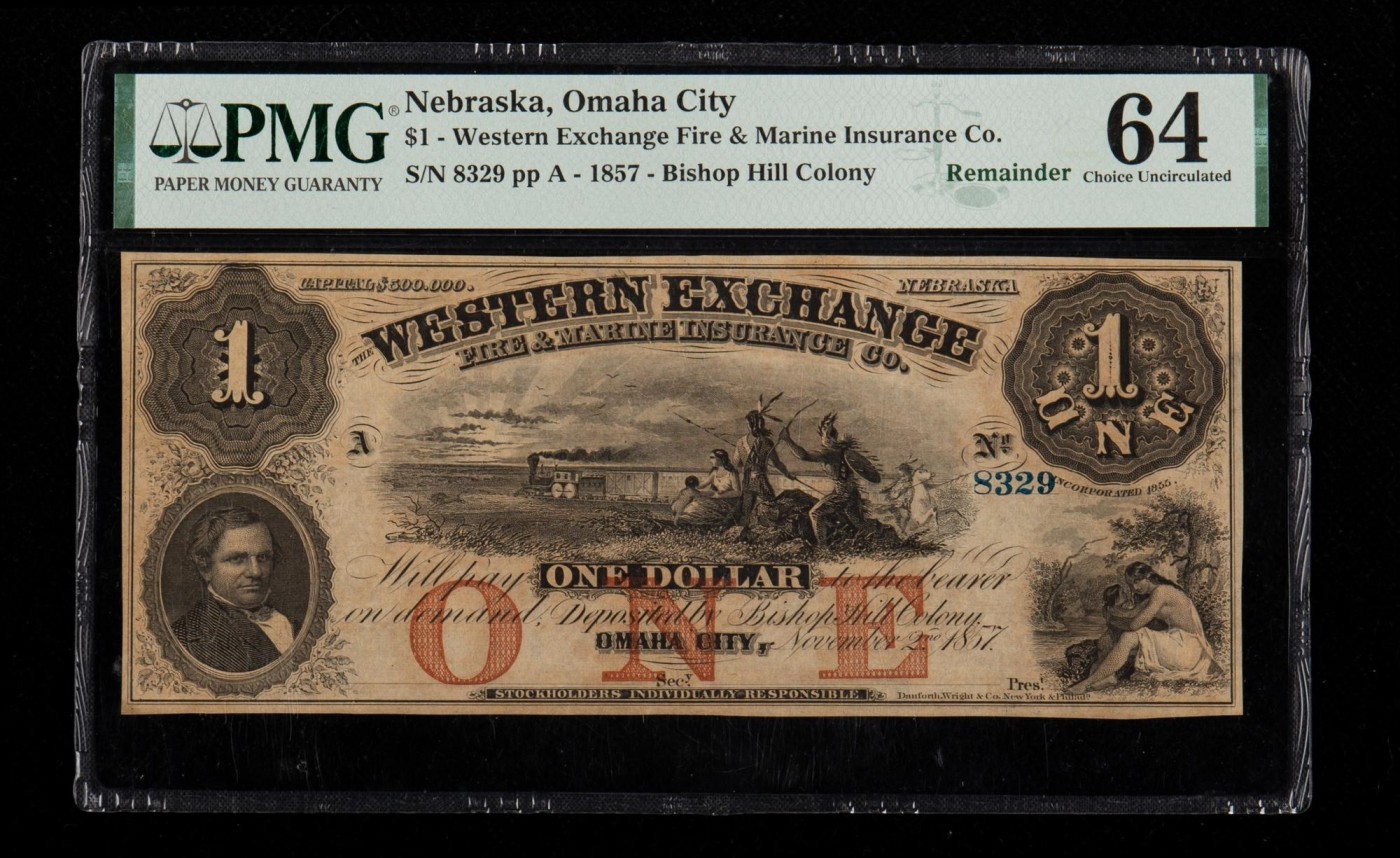 PMG®
PAPER MONEY GUARANTY
Nebraska, Omaha City
$1 - Western Exchange Fire & Marine Insurance Co.
S/N 8329 pp A - 1857 - Bishop Hill Colony
Remainder
64
Choice Uncirculated
CAPITAL $500.000.
NEBRASKA
1
THE WESTERN EXCHANGE
FIRE & MARINE INSURANCE CO.
1
ONE
A
No
8329
INCORPORATED 1855.
Will pay ONE DOLLAR to the bearer
on demand, Deposited by Bishop Hill Colony.
OMAHA CITY, November 2nd 1857.
ONE
Secy.
Prest.
STOCKHOLDERS INDIVIDUALLY RESPONSIBLE
Danforth, Wright & Co. New York & Philada.